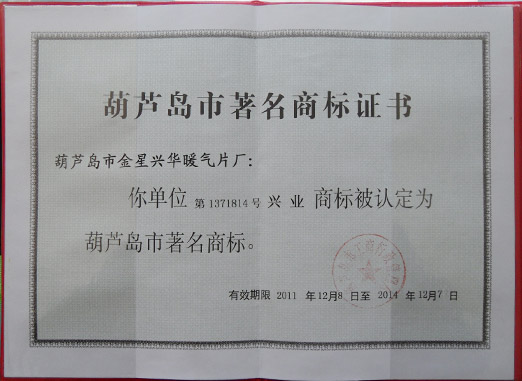 葫芦岛市著名商标证书
葫芦岛市金星兴华暖气片厂：
你单位 第1371814号 兴业 商标被认定为
葫芦岛市著名商标。
有效期限 2011 年12月8 日至 2014 年12月7 日